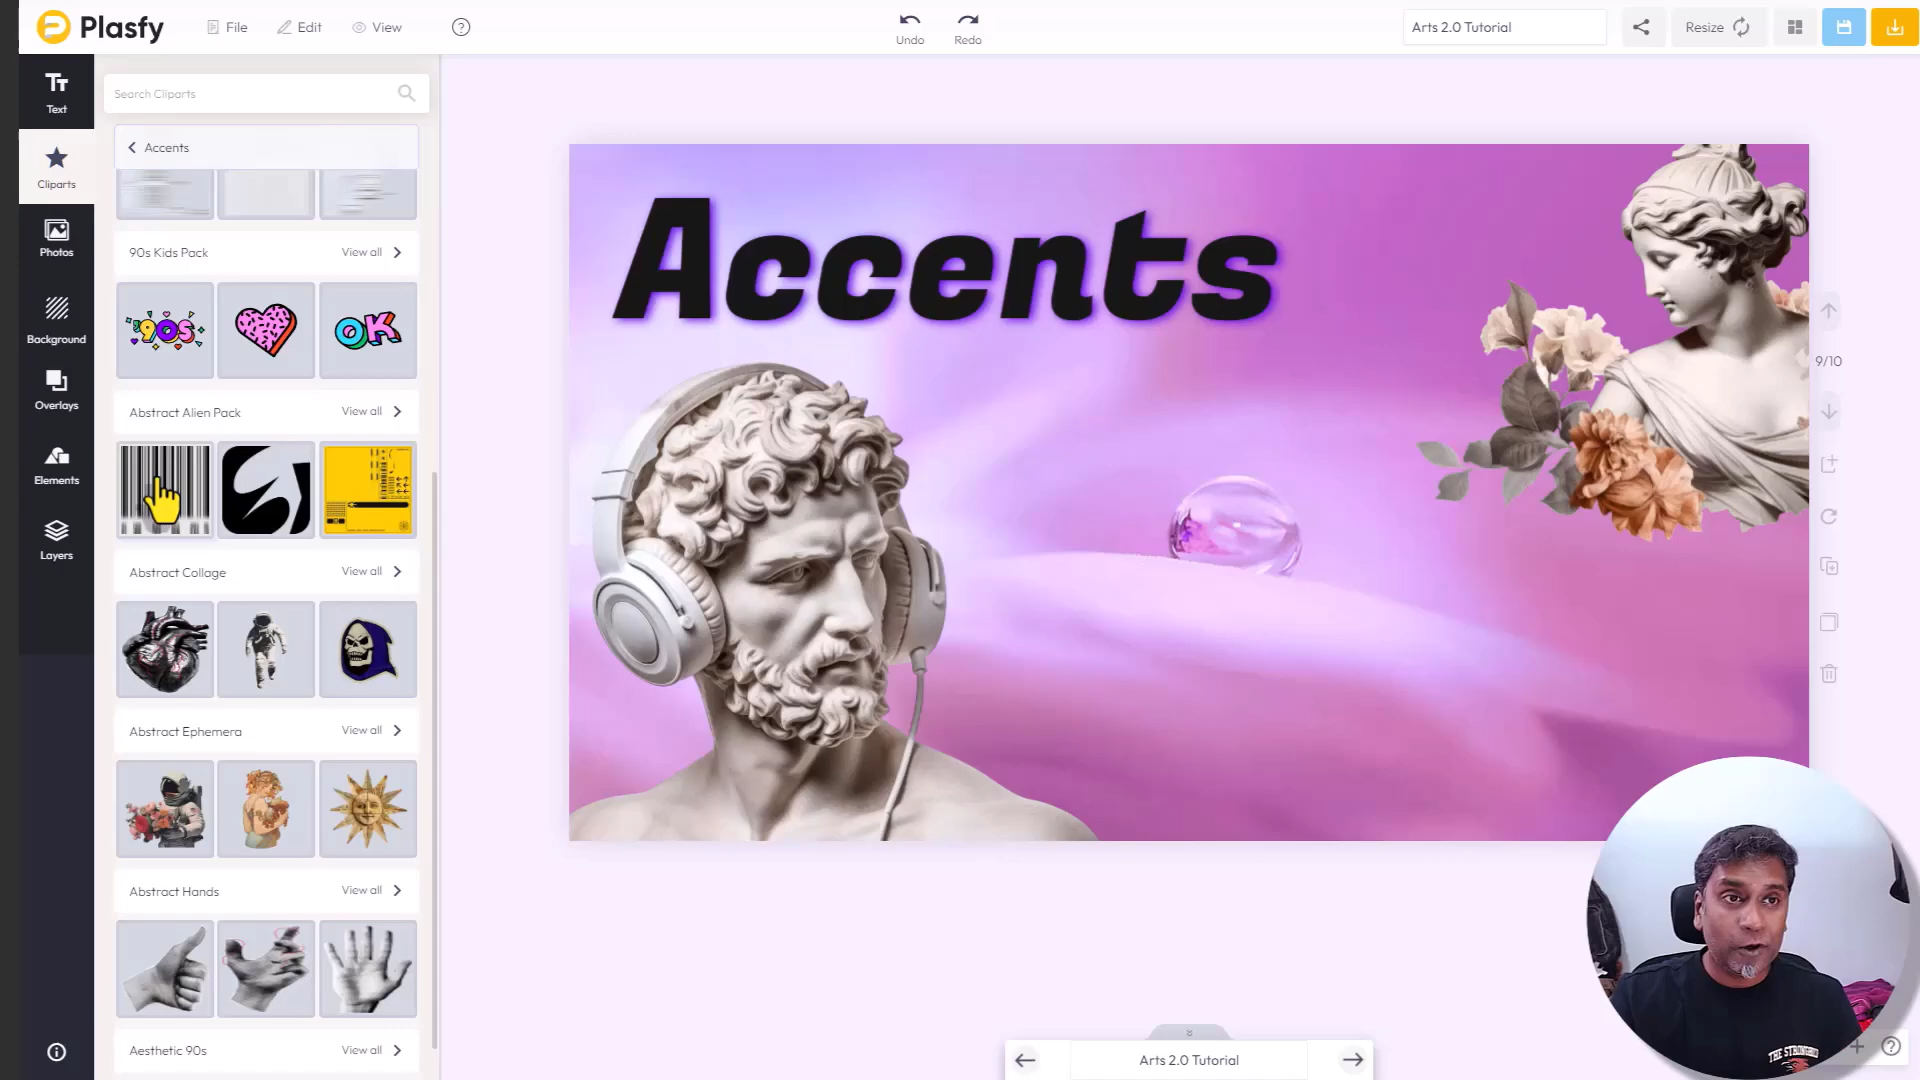 Plasfy
File
Edit
View
Undo
Redo
Arts 2.0 Tutorial
Resize
Text
Cliparts
Photos
Background
Overlays
Elements
Layers
Search Cliparts
Accents
90s Kids Pack
View all
'90s
OK
Abstract Alien Pack
View all
Abstract Collage
View all
Abstract Ephemera
View all
Abstract Hands
View all
Aesthetic 90s
View all
Accents
9/10
Arts 2.0 Tutorial
THE STRONGHOLD